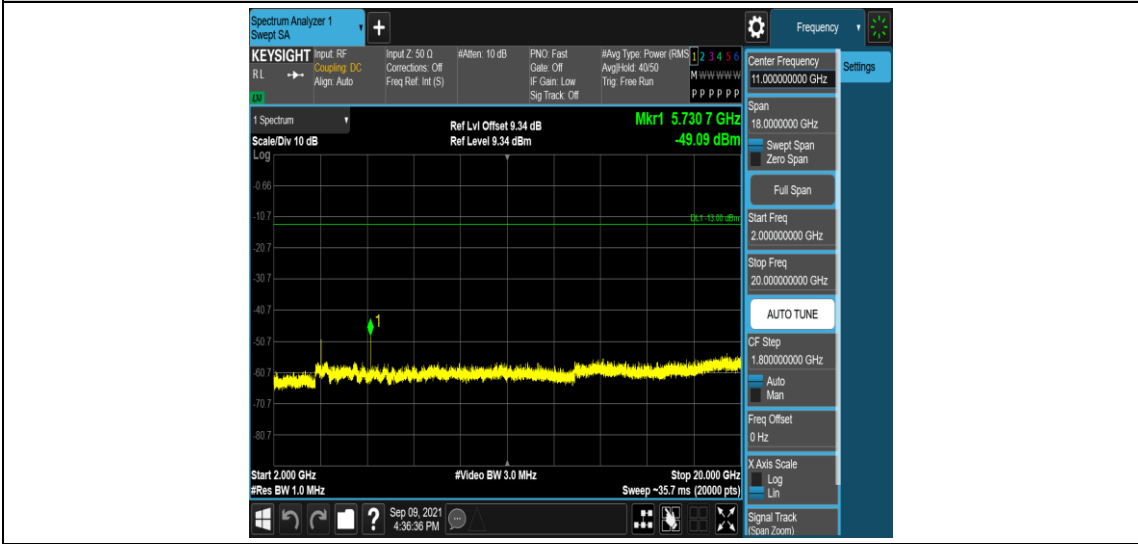 Spectrum Analyzer 1
Swept SA
+
Frequency
KEYSIGHT
RL
LM
Input: RF
Coupling: DC
Align: Auto
Input Z: 50 Ω
Corrections: Off
Freq Ref: Int (S)
#Atten: 10 dB
PNO: Fast
Gate: Off
IF Gain: Low
Sig Track: Off
#Avg Type: Power (RMS
Avg|Hold: 40/50
Trig: Free Run
1 2 3 4 5 6
M W W W W W
P P P P P P
1 Spectrum
Scale/Div 10 dB
Log
Ref Lvl Offset 9.34 dB
Ref Level 9.34 dBm
Mkr1 5.730 7 GHz
-49.09 dBm
-0.66
-10.7
DL1 -13.00 dBm
-20.7
-30.7
-40.7
1
-50.7
-60.7
-70.7
-80.7
Start 2.000 GHz
#Res BW 1.0 MHz
#Video BW 3.0 MHz
Stop 20.000 GHz
Sweep ~35.7 ms (20000 pts)
?
Sep 09, 2021
4:36:36 PM
Center Frequency
11.000000000 GHz
Settings
Span
18.0000000 GHz
Swept Span
Zero Span
Full Span
Start Freq
2.000000000 GHz
Stop Freq
20.000000000 GHz
AUTO TUNE
CF Step
1.800000000 GHz
Auto
Man
Freq Offset
0 Hz
X Axis Scale
Log
Lin
Signal Track
(Span Zoom)